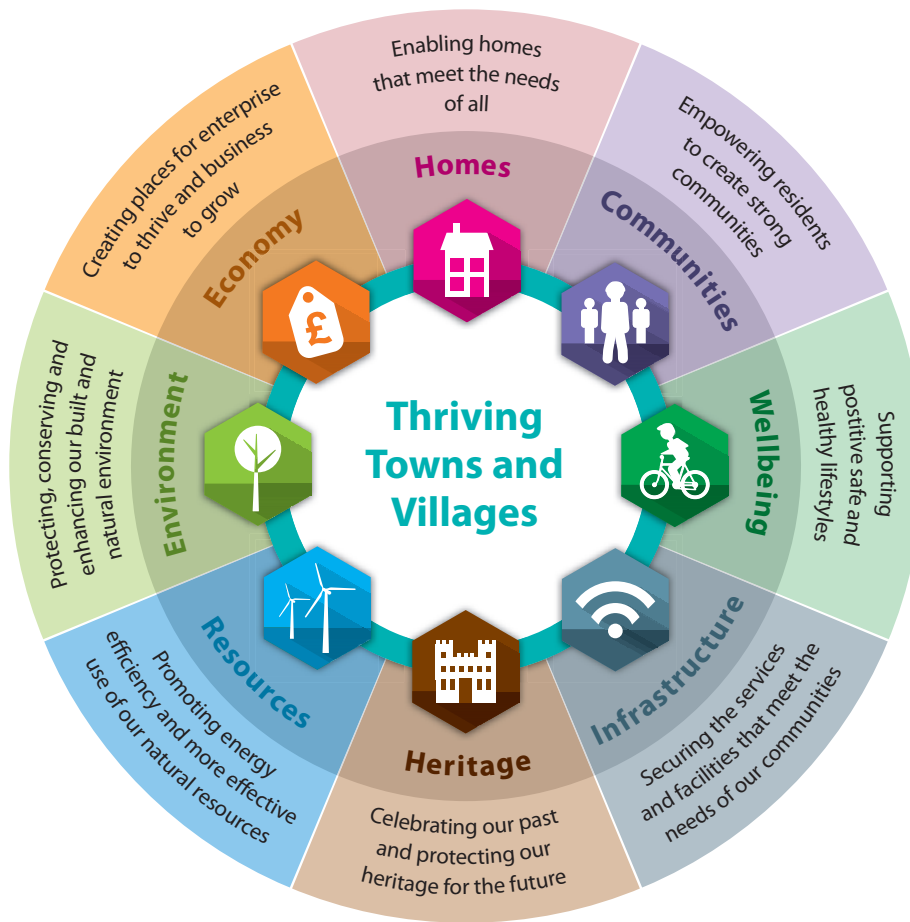 Thriving
Towns and
Villages
Homes
Enabling homes
that meet the needs
of all
Communities
Empowering residents
to create strong
communities
Wellbeing
Supporting
postitive safe and
healthy lifestyles
Infrastructure
Securing the services
and facilities that meet the
needs of our communities
Heritage
Celebrating our past
and protecting our
heritage for the future
Resources
Promoting energy
efficiency and more effective
use of our natural resources
Environment
Protecting, conserving and
enhancing our built and
natural environment
Economy
Creating places for enterprise
to thrive and business
to grow
£